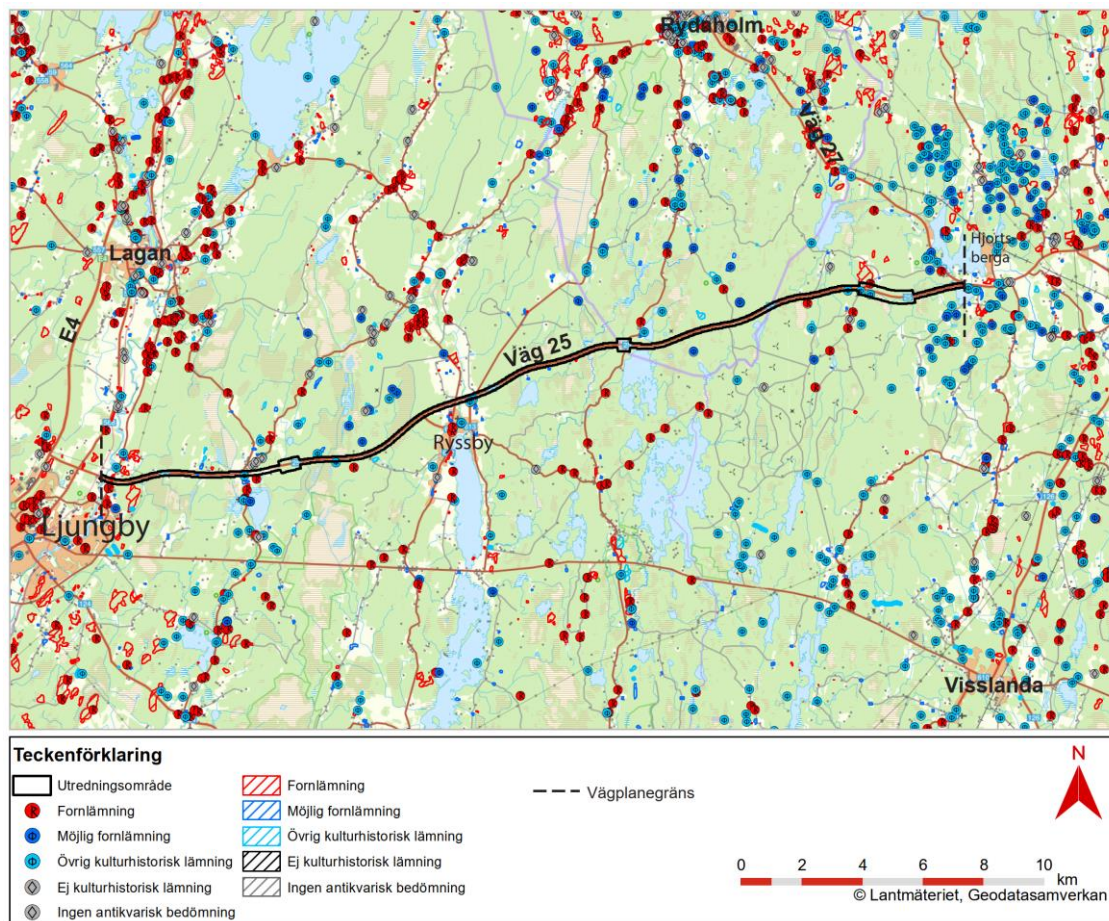 Rydaholm
Väg 27
Hjorts-
berga
Lagan
E4
Väg 25
Ryssby
Ljungby
Visslanda
Teckenförklaring
Utredningsområde
Fornlämning
Möjlig fornlämning
Övrig kulturhistorisk lämning
Ej kulturhistorisk lämning
Ingen antikvarisk bedömning
Fornlämning
Möjlig fornlämning
Övrig kulturhistorisk lämning
Ej kulturhistorisk lämning
Ingen antikvarisk bedömning
Vägplanegräns
N
0 2 4 6 8 10
km
© Lantmäteriet, Geodatasamverkan